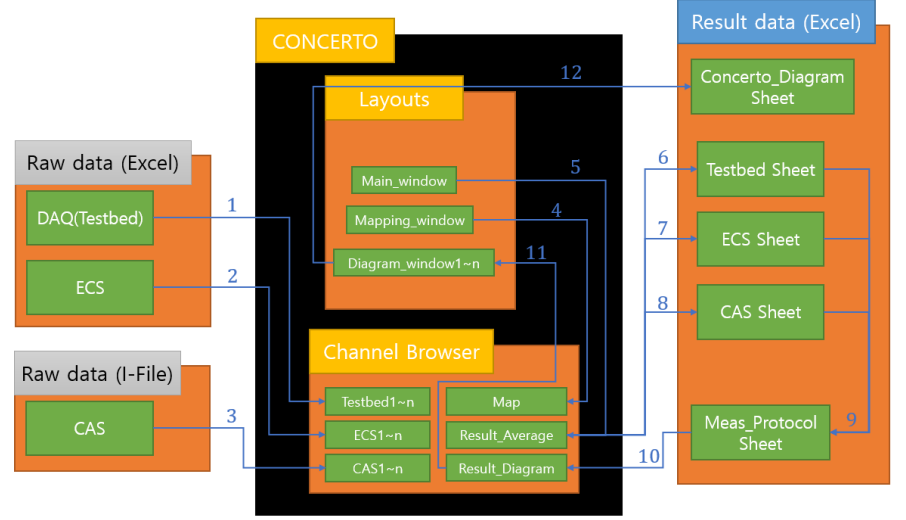 Raw data (Excel)
DAQ(Testbed)
ECS
Raw data (I-File)
CAS
1
2
3
CONCERTO
Layouts
Main_window
Mapping_window
Diagram_window1~n
Channel Browser
Testbed1~n
ECS1~n
CAS1~n
Map
Result_Average
Result_Diagram
12
5
4
11
6
7
8
10
9
Result data (Excel)
Concerto_Diagram
Sheet
Testbed Sheet
ECS Sheet
CAS Sheet
Meas_Protocol
Sheet